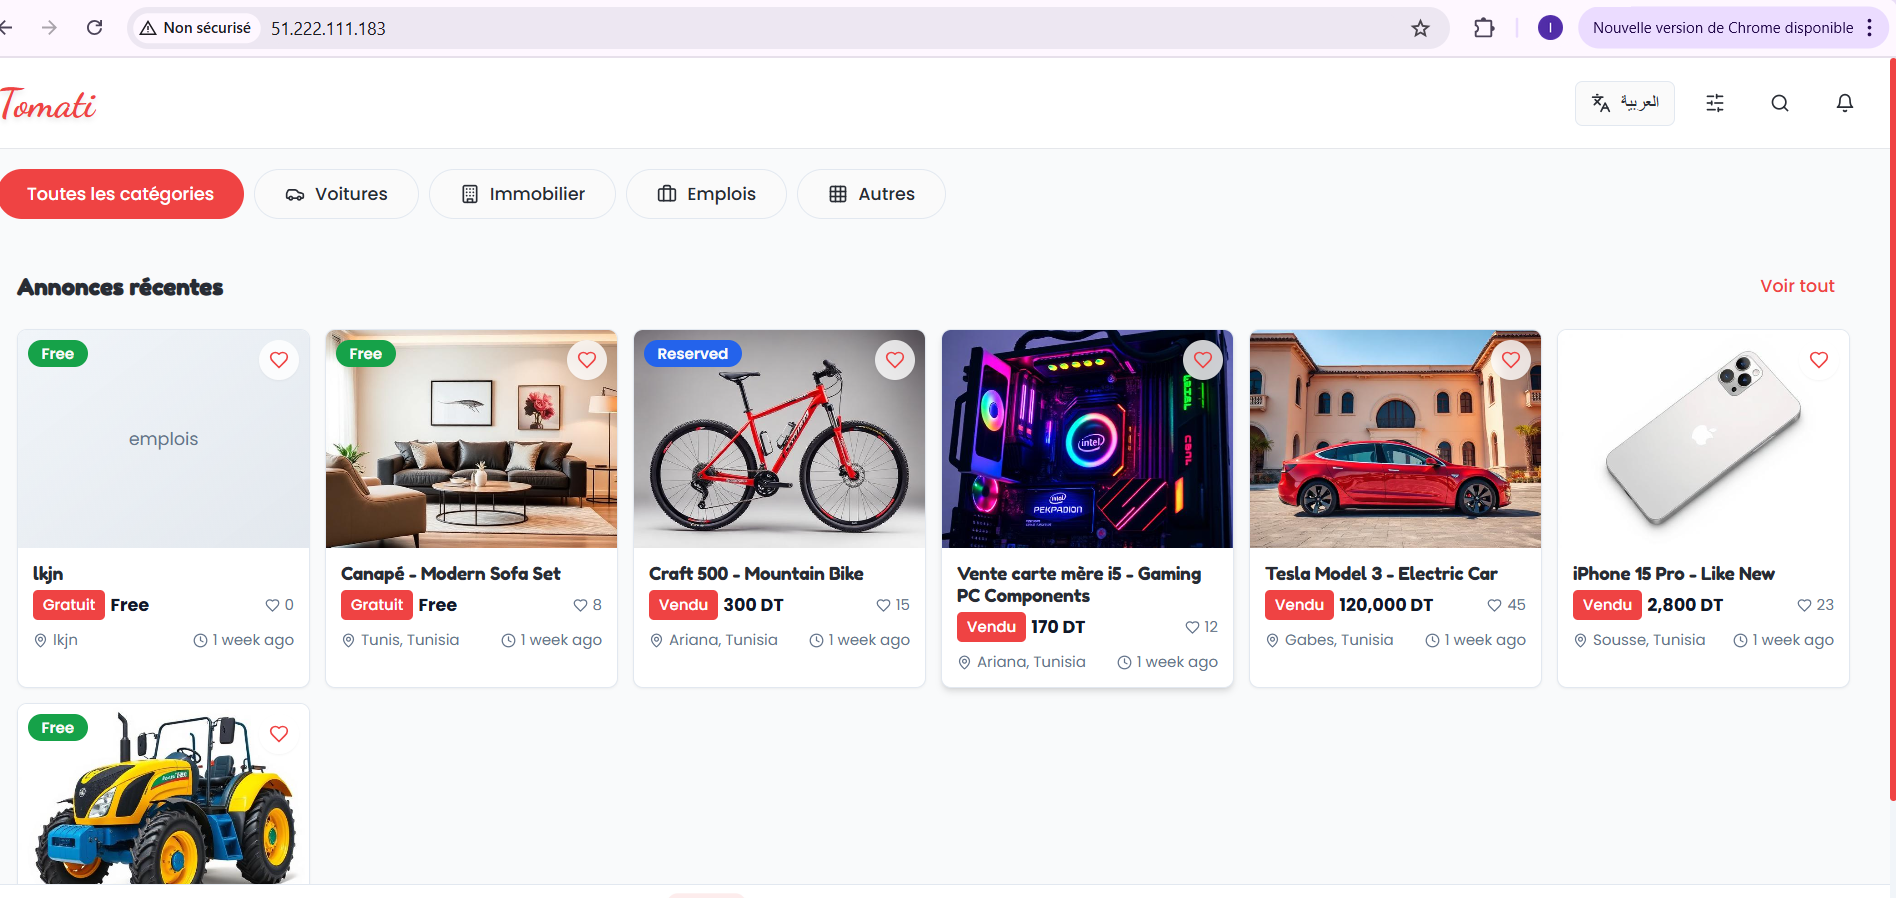 Non sécurisé 51.222.111.183 Nouvelle version de Chrome disponible
Tomati
العربية
Toutes les catégories Voitures Immobilier Emplois Autres
Annonces récentes Voir tout
Free
emplois
lkjn
Gratuit Free 0
lkjn 1 week ago
Free
Canapé - Modern Sofa Set
Gratuit Free 8
Tunis, Tunisia 1 week ago
Reserved
Craft 500 - Mountain Bike
Vendu 300 DT 15
Ariana, Tunisia 1 week ago
intel
intel
PEKPADION
Vente carte mère i5 - Gaming
PC Components
Vendu 170 DT 12
Ariana, Tunisia 1 week ago
Tesla Model 3 - Electric Car
Vendu 120,000 DT 45
Gabes, Tunisia 1 week ago
iPhone 15 Pro - Like New
Vendu 2,800 DT 23
Sousse, Tunisia 1 week ago
Free